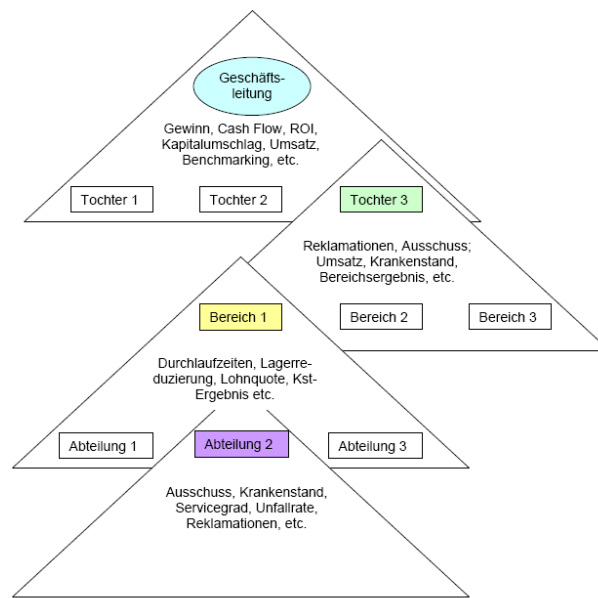 Geschäfts-
leitung
Gewinn, Cash Flow, ROI,
Kapitalumschlag, Umsatz,
Benchmarking, etc.
Tochter 1
Tochter 2
Tochter 3
Reklamationen, Ausschuss;
Umsatz, Krankenstand,
Bereichsergebnis, etc.
Bereich 1
Bereich 2
Bereich 3
Durchlaufzeiten, Lagerre-
duzierung, Lohnquote, Kst-
Ergebnis etc.
Abteilung 1
Abteilung 2
Abteilung 3
Ausschuss, Krankenstand,
Servicegrad, Unfallrate,
Reklamationen, etc.